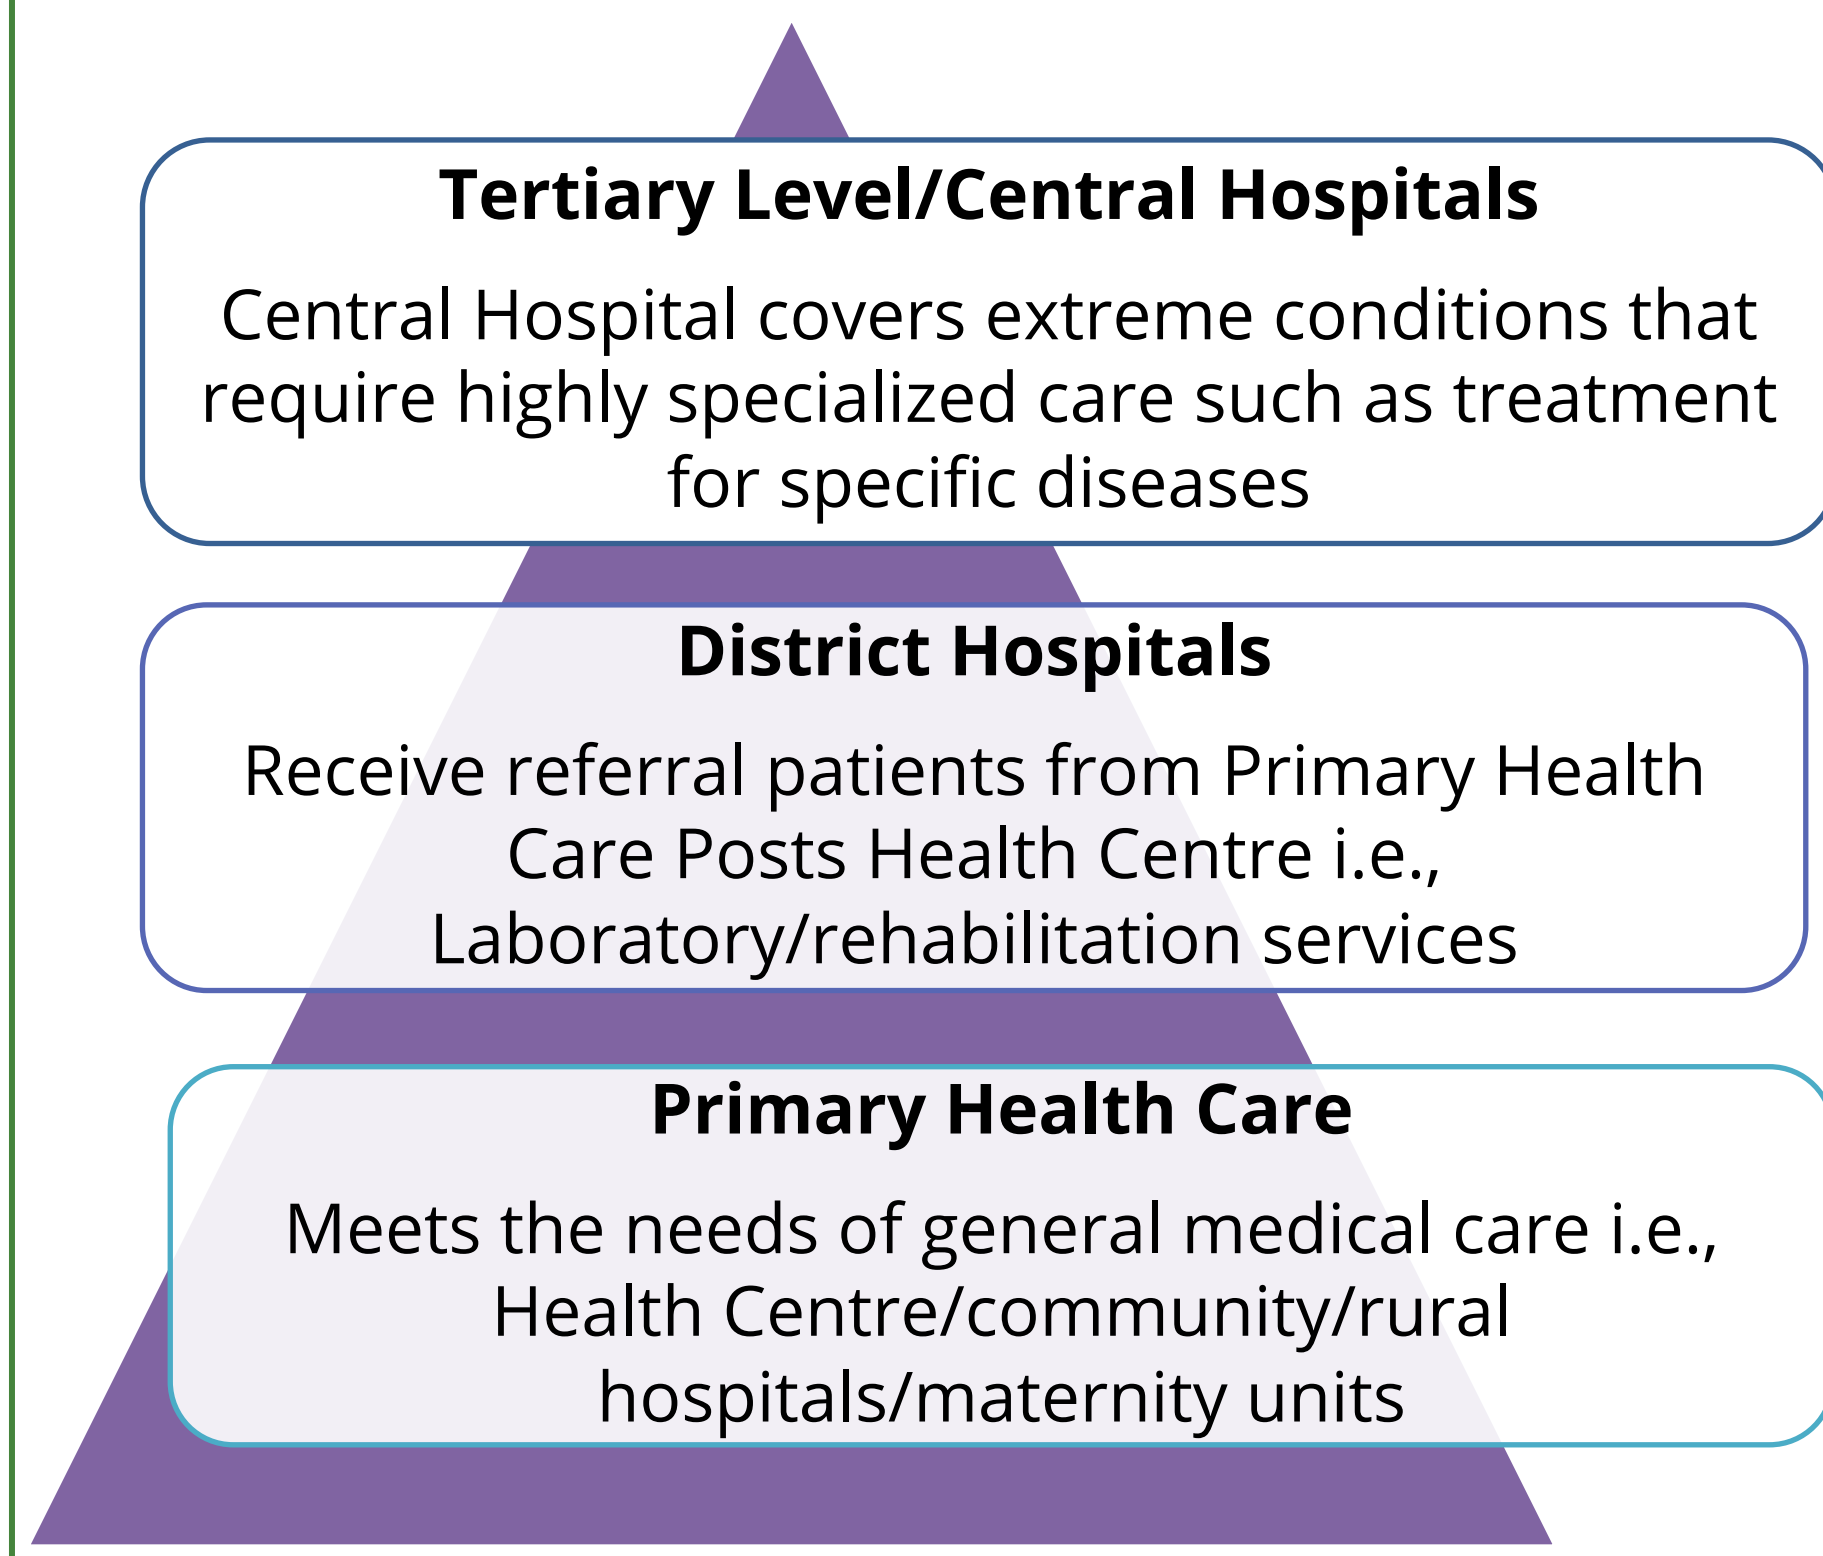 Tertiary Level/Central Hospitals
Central Hospital covers extreme conditions that
require highly specialized care such as treatment
for specific diseases
District Hospitals
Receive referral patients from Primary Health
Care Posts Health Centre i.e.,
Laboratory/rehabilitation services
Primary Health Care
Meets the needs of general medical care i.e.,
Health Centre/community/rural
hospitals/maternity units